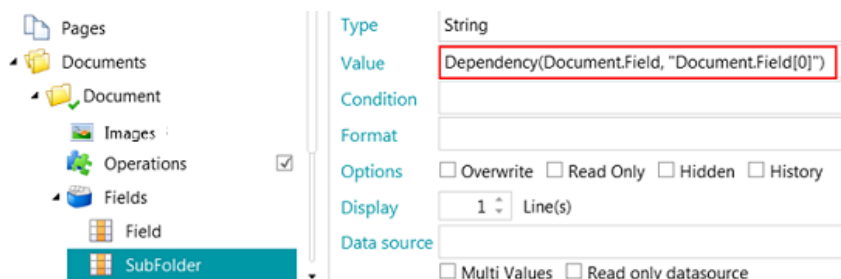 Pages
Documents
Document
Images
Operations
Fields
Field
SubFolder
Type String
Value Dependency(Document.Field, "Document.Field[0]")
Condition
Format
Options Overwrite Read Only Hidden History
Display 1 Line(s)
Data source
Multi Values Read only datasource